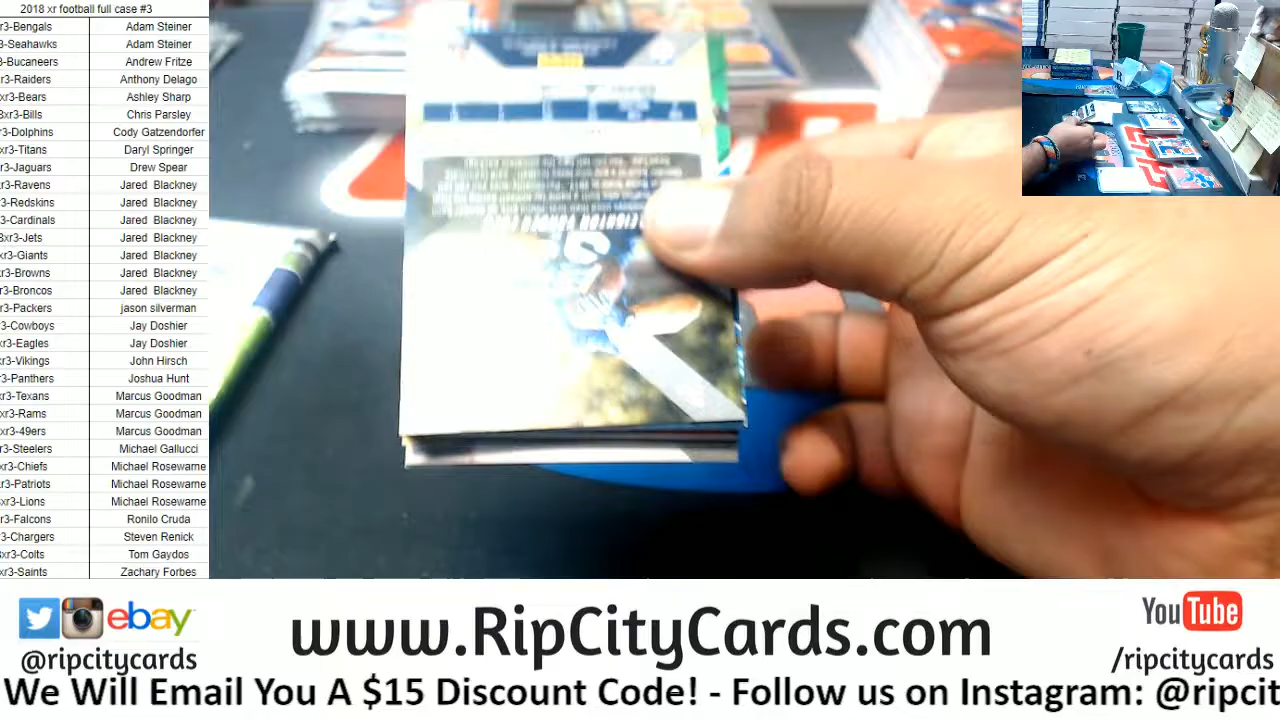 2018 xr football full case #3
r3-Bengals Adam Steiner
3-Seahawks Adam Steiner
3-Bucaneers Andrew Fritze
r3-Raiders Anthony Delago
xr3-Bears Ashley Sharp
3xr3-Bills Chris Parsley
r3-Dolphins Cody Gatzendorfer
r3-Titans Daryl Springer
r3-Jaguars Drew Spear
r3-Ravens Jared Blackney
r3-Redskins Jared Blackney
3-Cardinals Jared Blackney
3xr3-Jets Jared Blackney
xr3-Giants Jared Blackney
r3-Browns Jared Blackney
r3-Broncos Jared Blackney
r3-Packers jason silverman
3-Cowboys Jay Doshier
xr3-Eagles Jay Doshier
r3-Vikings John Hirsch
r3-Panthers Joshua Hunt
xr3-Texans Marcus Goodman
xr3-Rams Marcus Goodman
xr3-49ers Marcus Goodman
r3-Steelers Michael Gallucci
xr3-Chiefs Michael Rosewarne
r3-Patriots Michael Rosewarne
xr3-Lions Michael Rosewarne
r3-Falcons Ronilo Cruda
r3-Chargers Steven Renick
3xr3-Colts Tom Gaydos
xr3-Saints Zachary Forbes
ebay
@ripcitycards
www.RipCityCards.com
YouTube
/ripcitycards
We Will Email You A $15 Discount Code! - Follow us on Instagram: @ripcit